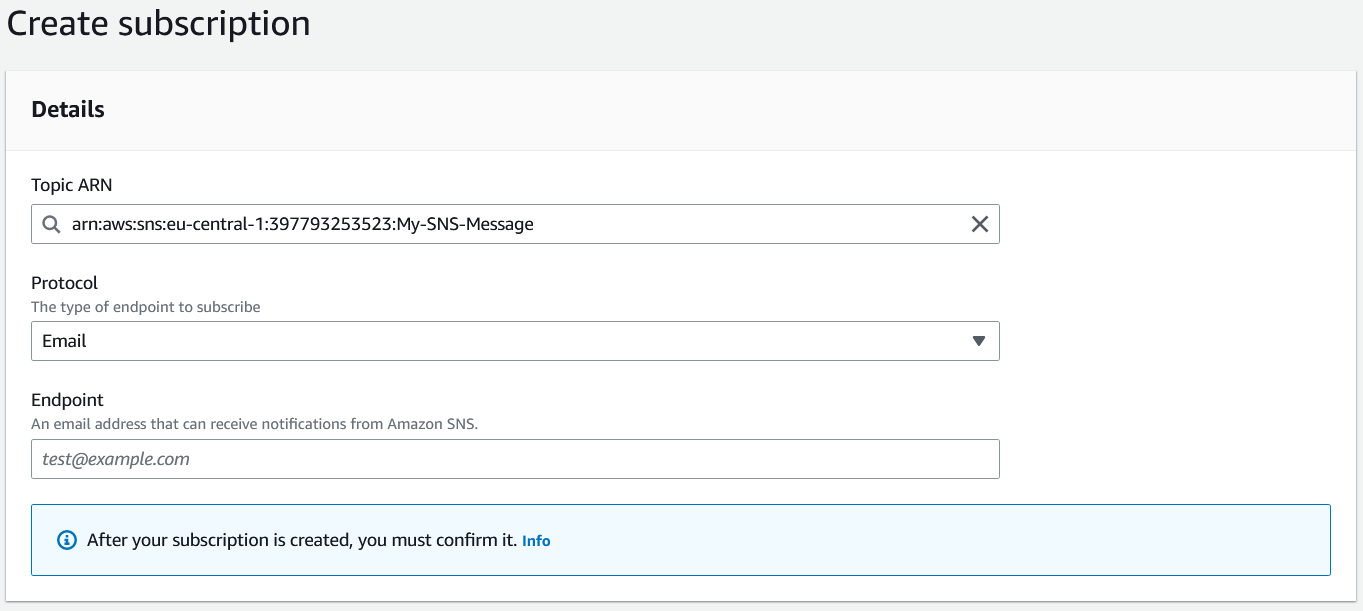 Create subscription
Details
Topic ARN
arn:aws:sns:eu-central-1:397793253523:My-SNS-Message
Protocol
The type of endpoint to subscribe
Email
Endpoint
An email address that can receive notifications from Amazon SNS.
test@example.com
After your subscription is created, you must confirm it. Info